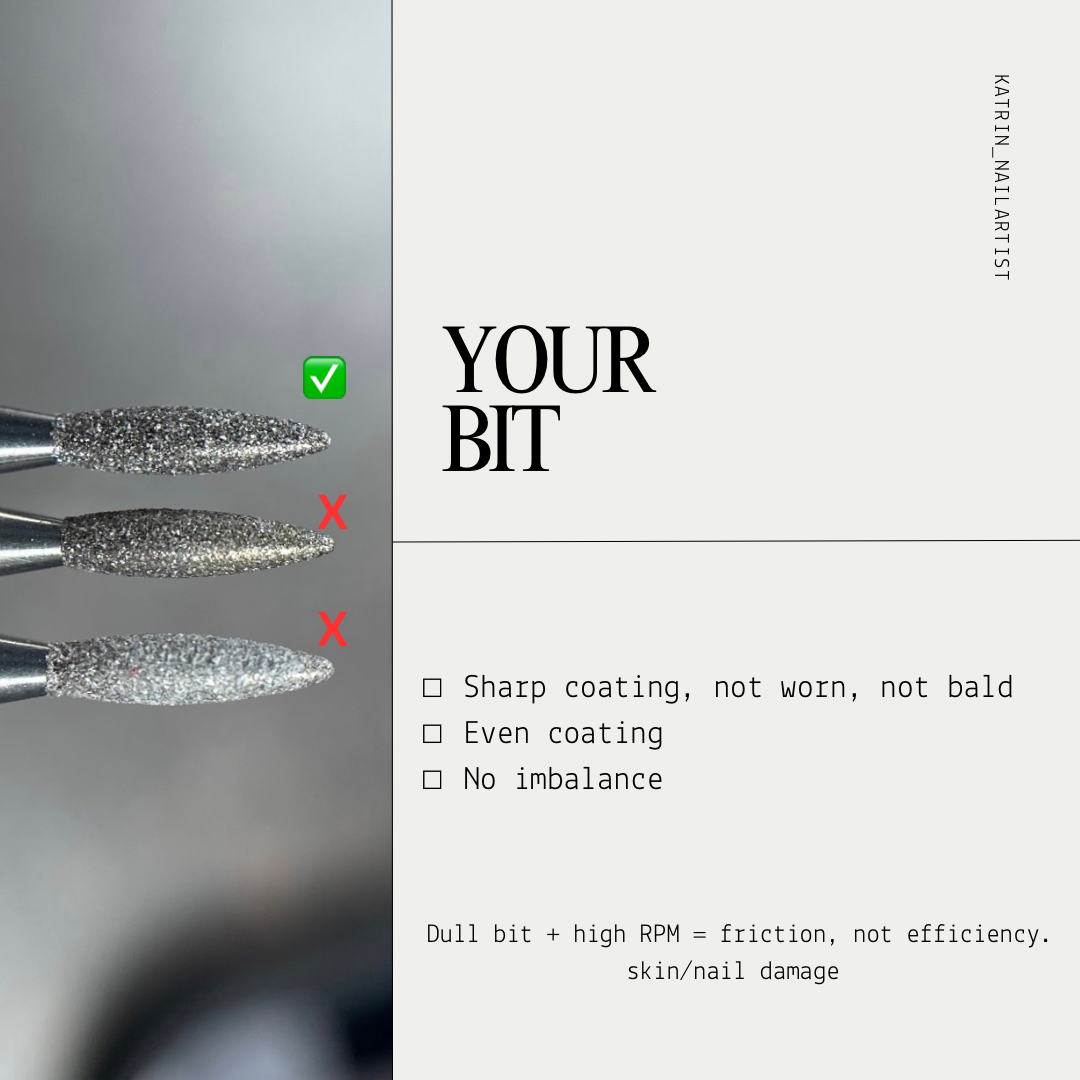 KATRIN_NAILARTIST
YOUR
BIT
✅
X
X
☐ Sharp coating, not worn, not bald
☐ Even coating
☐ No imbalance
Dull bit + high RPM = friction, not efficiency.
skin/nail damage